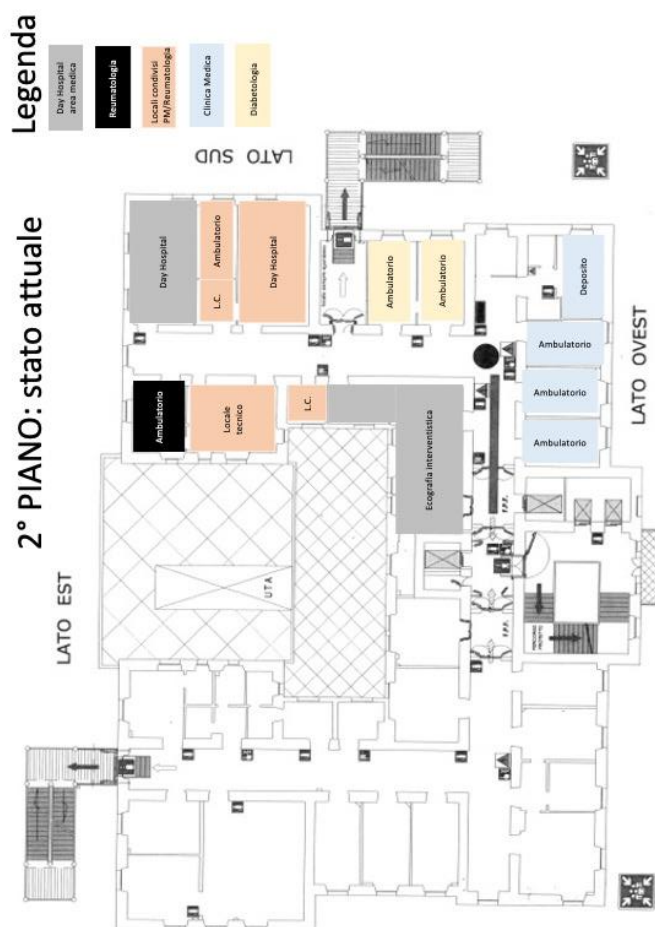 2° PIANO: stato attuale
Legenda
Day Hospital
area medica
Reumatologia
Locali condivisi
PM/Reumatologia
Clinica Medica
Diabetologia
LATO EST
LATO SUD
LATO OVEST
UTA
Ambulatorio
Locale
tecnico
L.C.
Ecografia interventistica
Day Hospital
L.C.
Ambulatorio
Day Hospital
Ambulatorio
Ambulatorio
Ambulatorio
Ambulatorio
Ambulatorio
Deposito
PERCORSO
PROTETTO